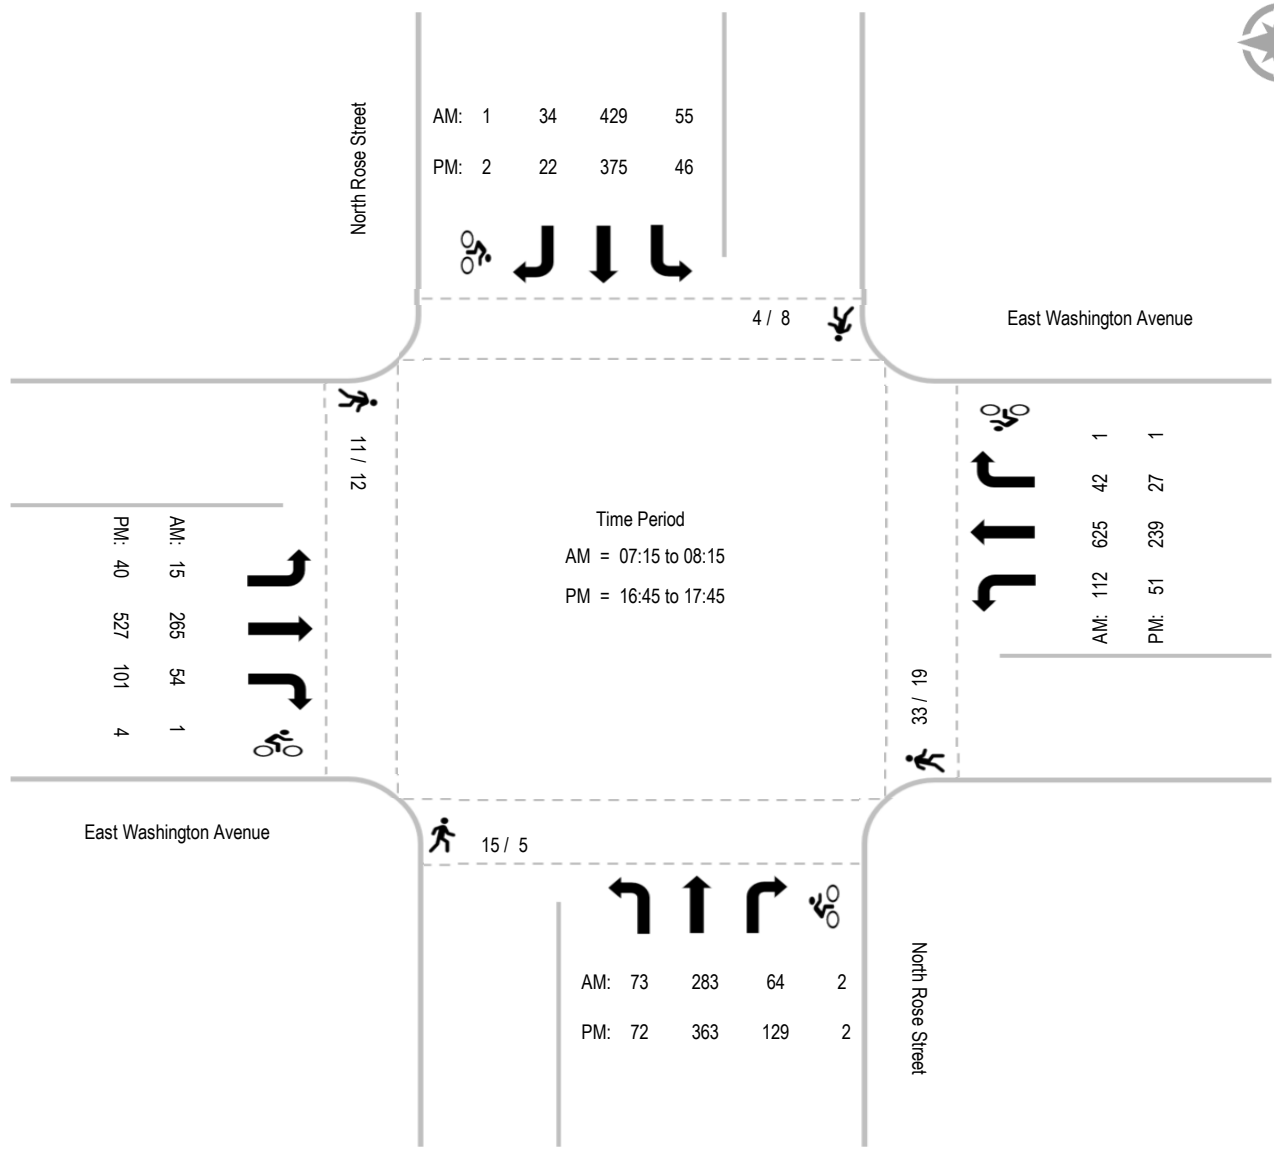 North Rose Street
AM: 1 34 429 55
PM: 2 22 375 46
4 / 8
East Washington Avenue
11 / 12
AM: 15 265 54 1
PM: 40 527 101 4
Time Period
AM = 07:15 to 08:15
PM = 16:45 to 17:45
AM: 112 625 42 1
PM: 51 239 27 1
33 / 19
East Washington Avenue
15 / 5
AM: 73 283 64 2
PM: 72 363 129 2
North Rose Street